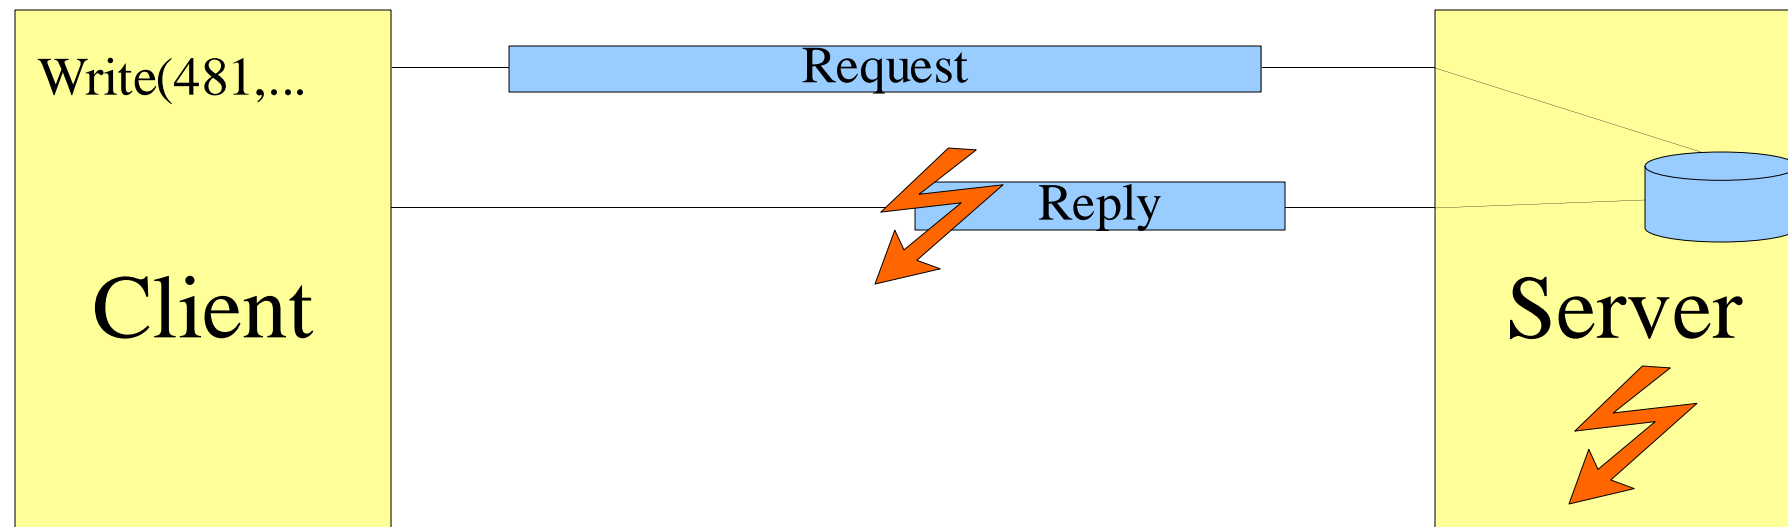 Write(481,...
Request
Reply
Client
Server